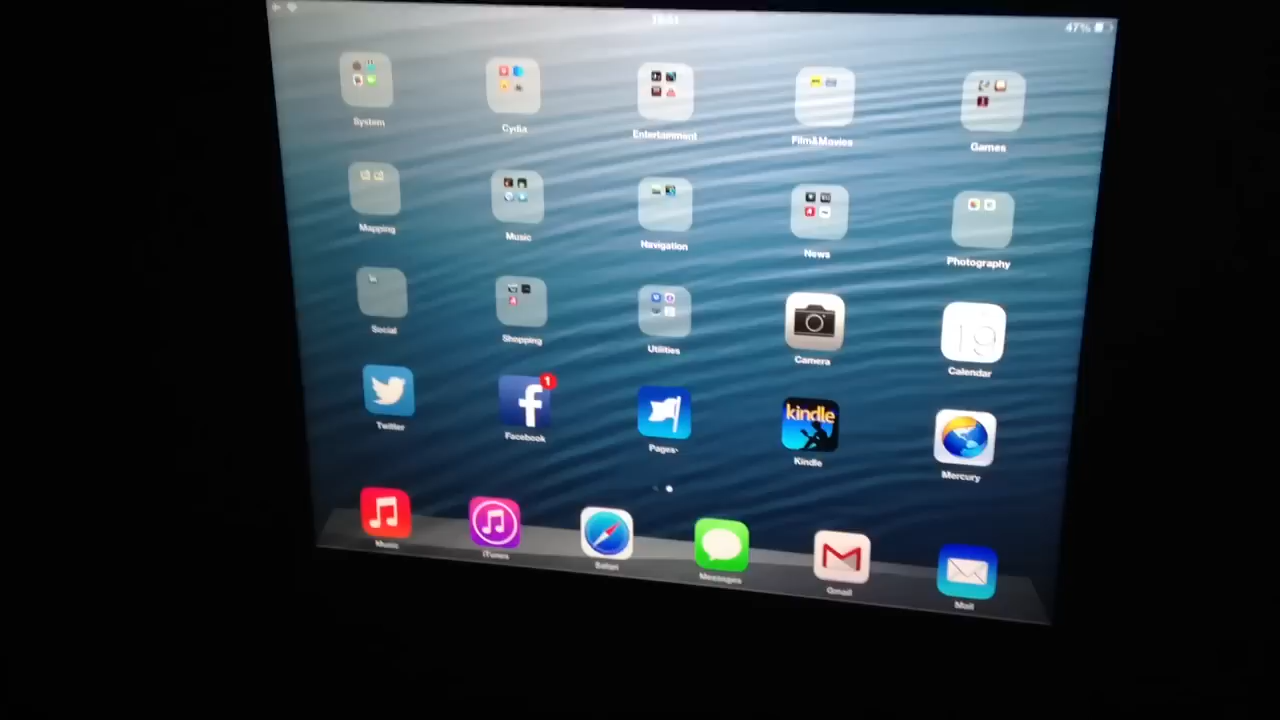 47%
System Cydia Entertainment Film&Movies Games
Mapping Music Navigation News Photography
Social Shopping Utilities Camera Calendar
19
1
kindle
Twitter Facebook Pages Kindle Mercury
Music iTunes Safari Messages Gmail Mail